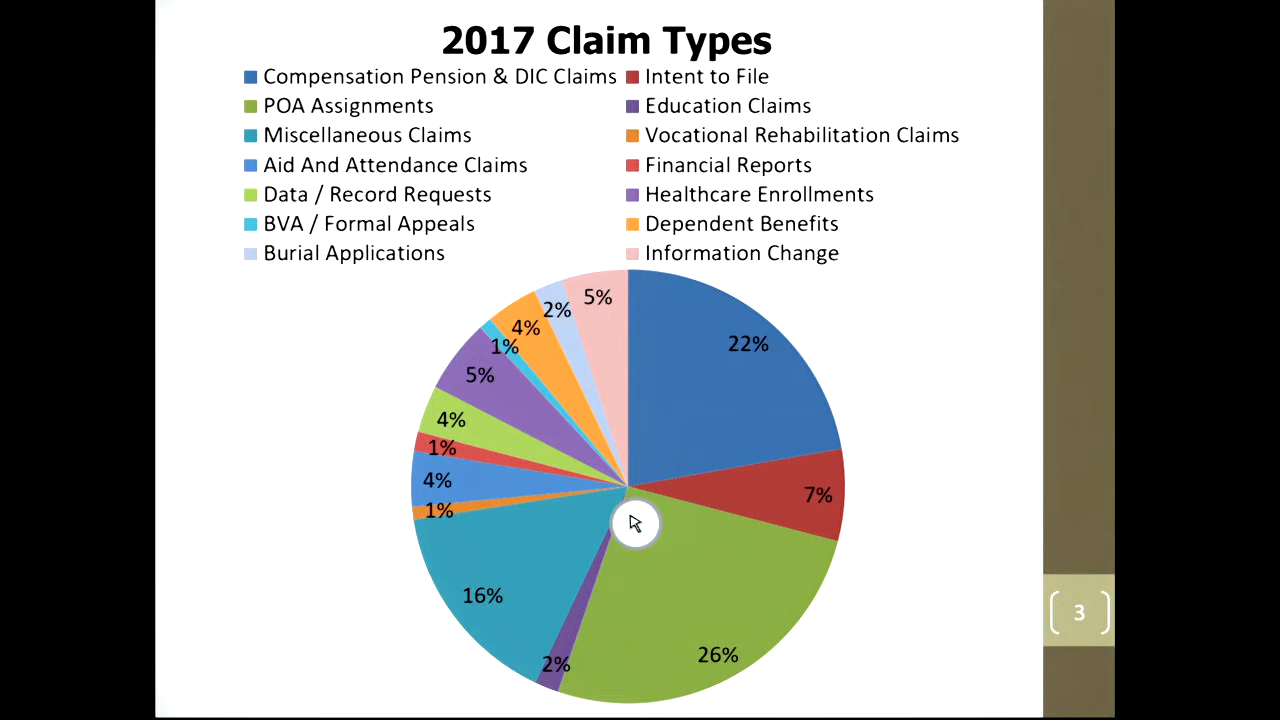 2017 Claim Types
Compensation Pension & DIC Claims
Intent to File
POA Assignments
Education Claims
Miscellaneous Claims
Vocational Rehabilitation Claims
Aid And Attendance Claims
Financial Reports
Data / Record Requests
Healthcare Enrollments
BVA / Formal Appeals
Dependent Benefits
Burial Applications
Information Change
22%
7%
26%
2%
16%
1%
4%
1%
4%
5%
1%
4%
2%
5%
3